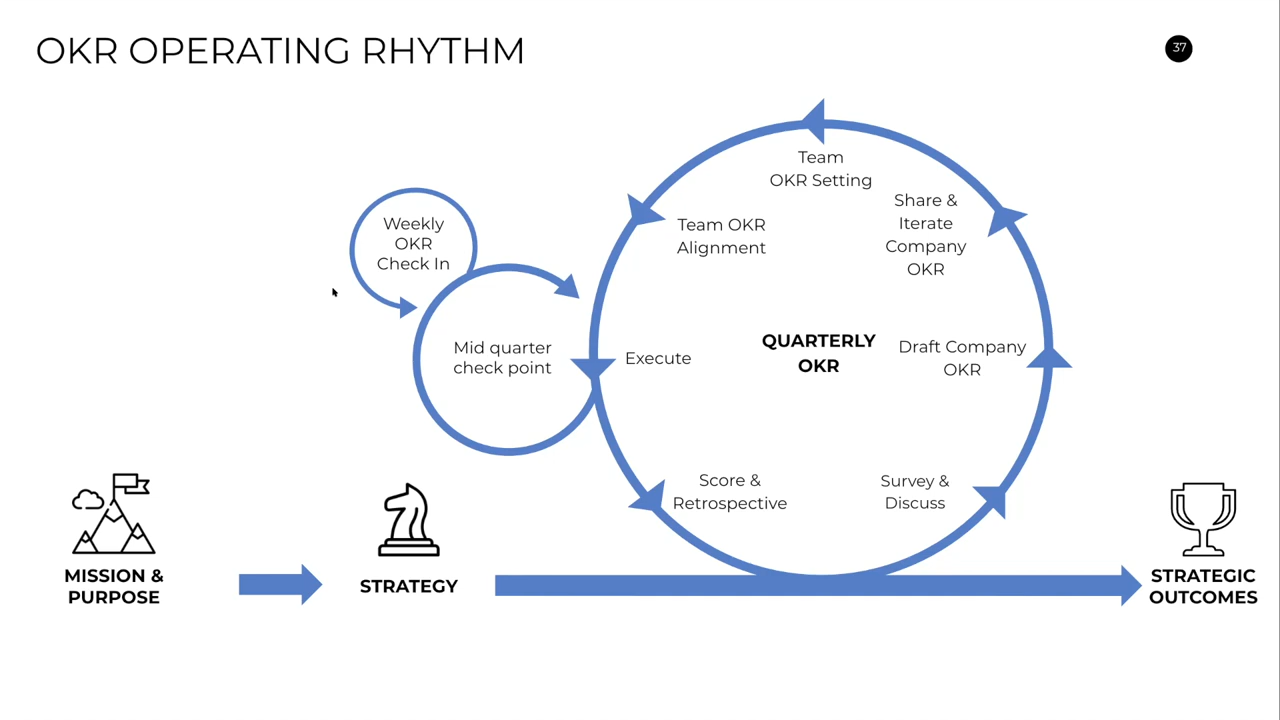 OKR OPERATING RHYTHM
37
Team
OKR Setting
Share &
Iterate
Company
OKR
Team OKR
Alignment
Weekly
OKR
Check In
Mid quarter
check point
Execute
QUARTERLY
OKR
Draft Company
OKR
Score &
Retrospective
Survey &
Discuss
MISSION &
PURPOSE
STRATEGY
STRATEGIC
OUTCOMES